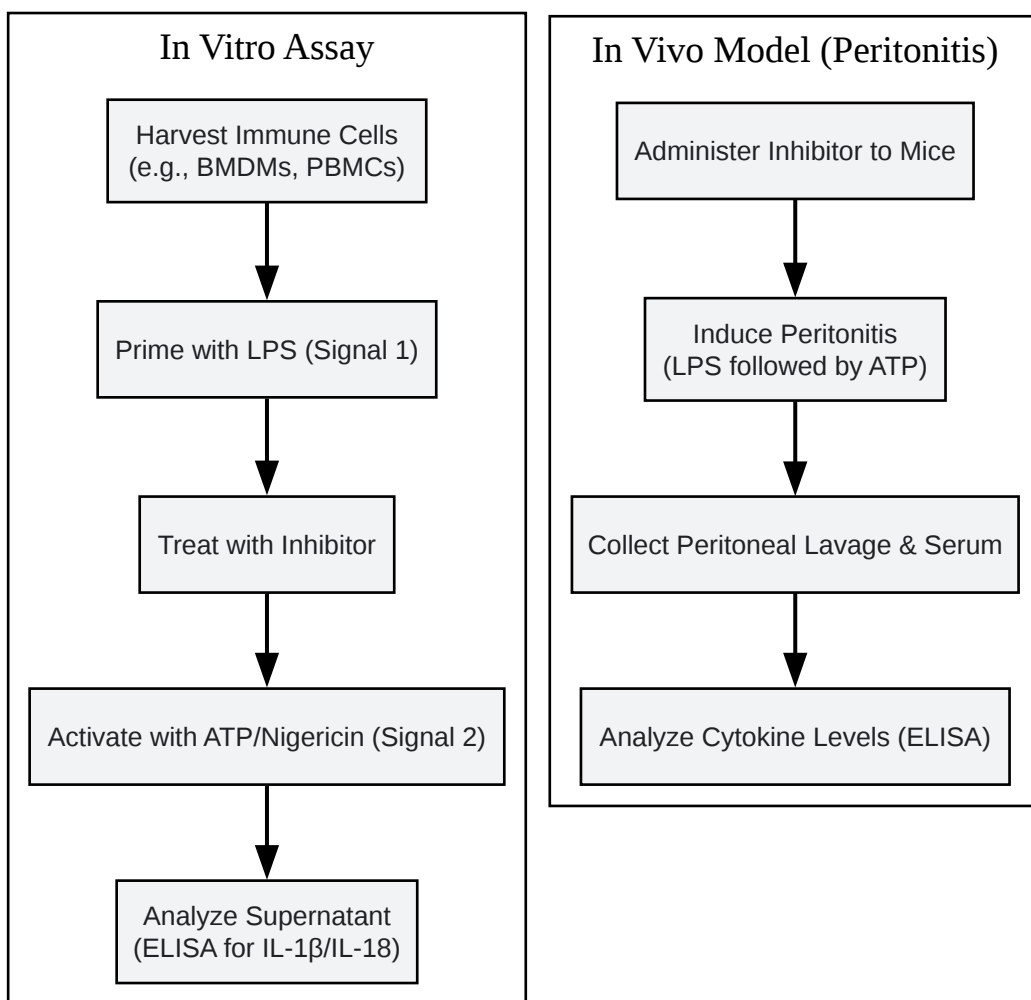 In Vitro Assay
Harvest Immune Cells
(e.g., BMDMs, PBMCs)
Prime with LPS (Signal 1)
Treat with Inhibitor
Activate with ATP/Nigericin (Signal 2)
Analyze Supernatant
(ELISA for IL-1β/IL-18)
In Vivo Model (Peritonitis)
Administer Inhibitor to Mice
Induce Peritonitis
(LPS followed by ATP)
Collect Peritoneal Lavage & Serum
Analyze Cytokine Levels (ELISA)